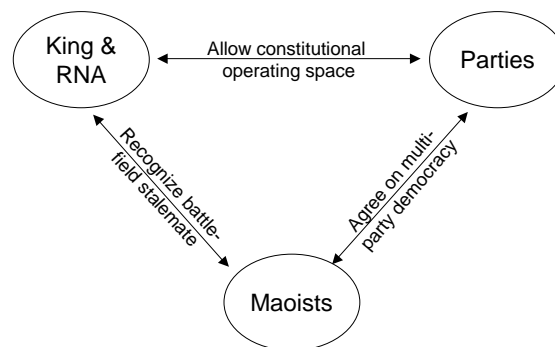 King &
RNA
Allow constitutional
operating space
Parties
Recognize battle-
field stalemate
Agree on multi-
party democracy
Maoists